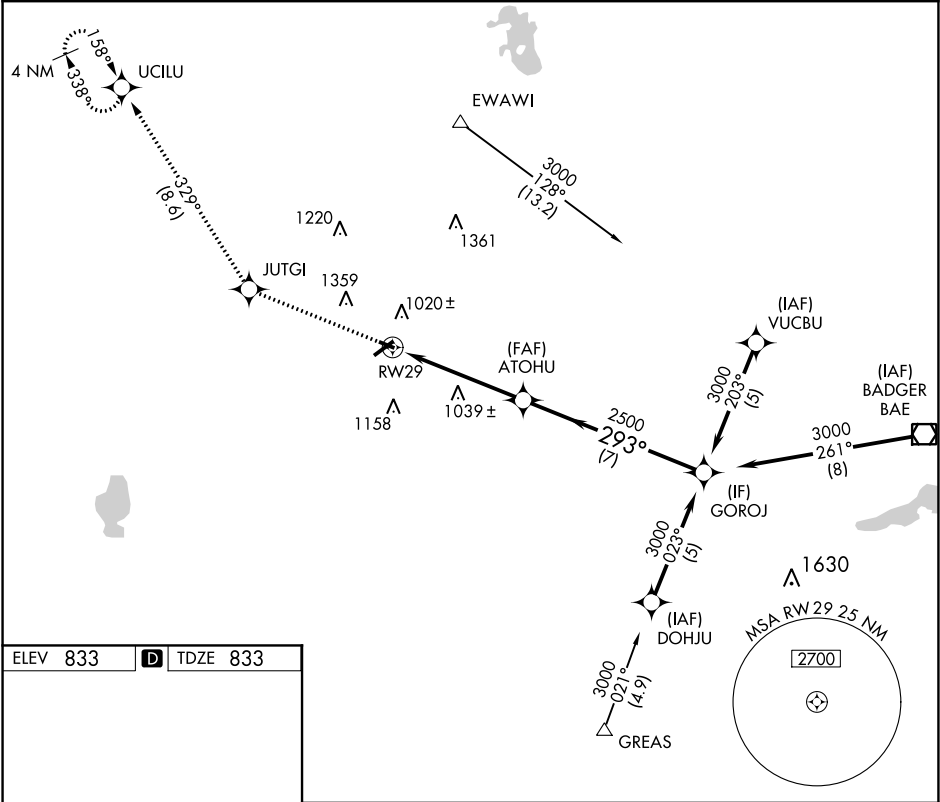 4 NM
158°
338°
UCILU
EWAWI
3000
128°
(13.2)
329°
(8.6)
1220
1361
JUTGI
1359
1020 ±
(IAF)
VUCBU
RW29
(FAF)
ATOHU
3000
203°
(5)
(IAF)
BADGER
BAE
1158
1039 ±
2500
293°
(7)
3000
261°
(8)
(IF)
GOROJ
3000
023°
(5)
1630
(IAF)
DOHJU
MSA RW 29 25 NM
2700
3000
021°
(4.9)
GREAS
ELEV 833 D TDZE 833